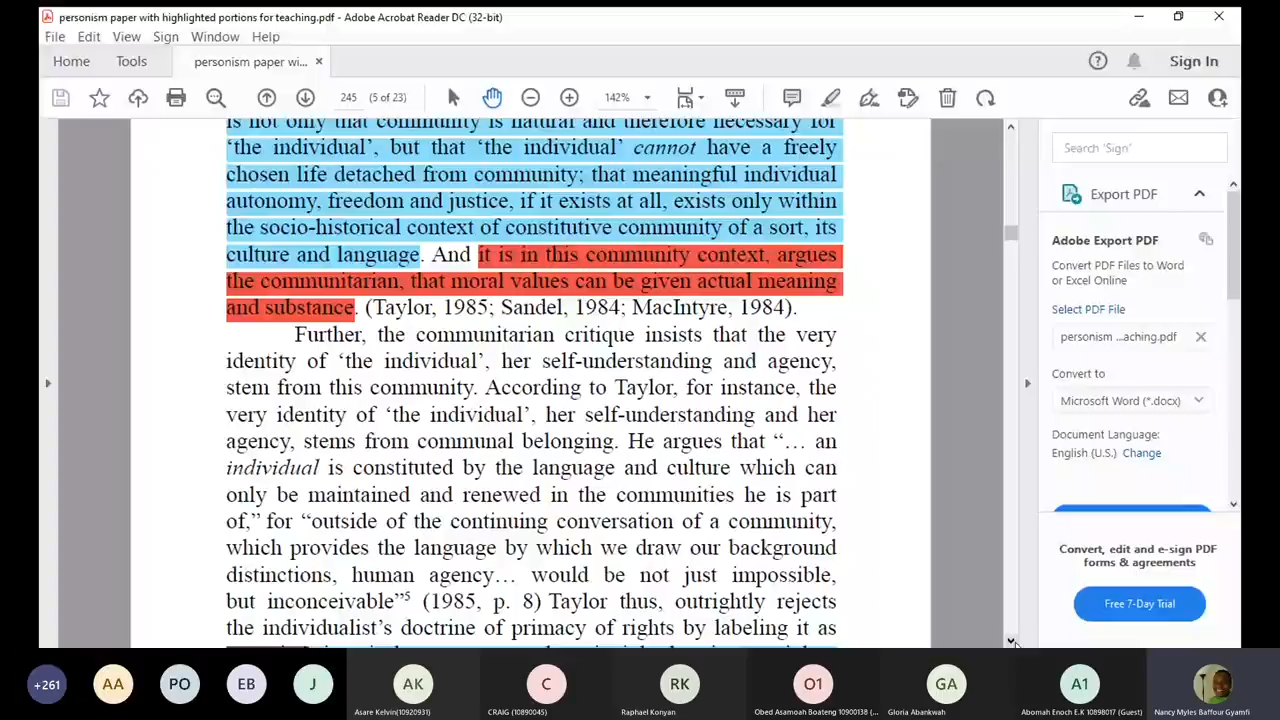 personism paper with highlighted portions for teaching.pdf - Adobe Acrobat Reader DC (32-bit)
File Edit View Sign Window Help
Home Tools personism paper wi... ×
Sign In
245 (5 of 23) 142%
is not only that community is natural and therefore necessary for
'the individual', but that 'the individual' cannot have a freely
chosen life detached from community; that meaningful individual
autonomy, freedom and justice, if it exists at all, exists only within
the socio-historical context of constitutive community of a sort, its
culture and language. And it is in this community context, argues
the communitarian, that moral values can be given actual meaning
and substance. (Taylor, 1985; Sandel, 1984; MacIntyre, 1984).
Further, the communitarian critique insists that the very
identity of 'the individual', her self-understanding and agency,
stem from this community. According to Taylor, for instance, the
very identity of 'the individual', her self-understanding and her
agency, stems from communal belonging. He argues that "… an
individual is constituted by the language and culture which can
only be maintained and renewed in the communities he is part
of," for "outside of the continuing conversation of a community,
which provides the language by which we draw our background
distinctions, human agency… would be not just impossible,
but inconceivable"5 (1985, p. 8) Taylor thus, outrightly rejects
the individualist's doctrine of primacy of rights by labeling it as
Search 'Sign'
Export PDF
Adobe Export PDF
Convert PDF Files to Word
or Excel Online
Select PDF File
personism ...aching.pdf
Convert to
Microsoft Word (*.docx)
Document Language:
English (U.S.) Change
Convert, edit and e-sign PDF
forms & agreements
Free 7-Day Trial
+261 AA PO EB J AK C RK O1 GA A1
Asare Kelvin(10920931) CRAIG (10890045) Raphael Konyan Obed Asamoah Boateng 10900138 (... Gloria Abankwah Abomah Enoch E.K 10898017 (Guest) Nancy Myles Baffour Gyamfi